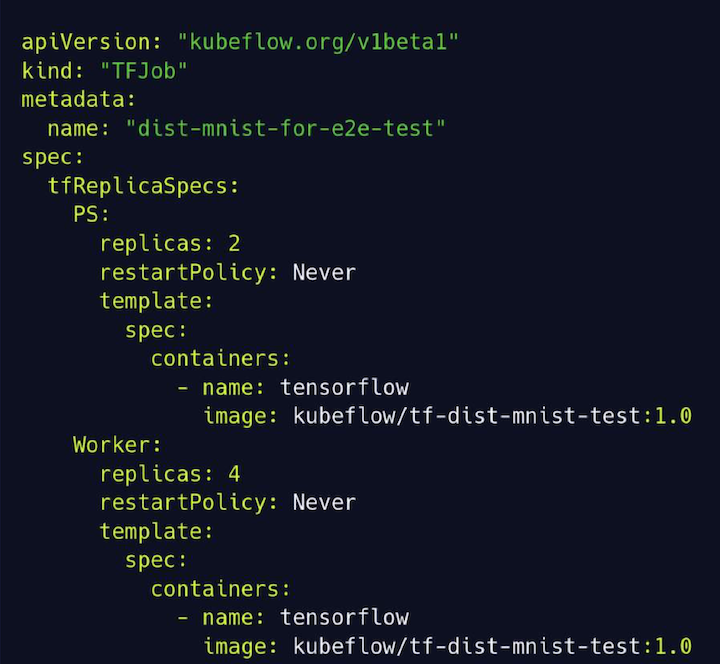 apiVersion: "kubeflow.org/v1beta1"
kind: "TFJob"
metadata:
  name: "dist-mnist-for-e2e-test"
spec:
  tfReplicaSpecs:
    PS:
      replicas: 2
      restartPolicy: Never
      template:
        spec:
          containers:
            - name: tensorflow
              image: kubeflow/tf-dist-mnist-test:1.0
    Worker:
      replicas: 4
      restartPolicy: Never
      template:
        spec:
          containers:
            - name: tensorflow
              image: kubeflow/tf-dist-mnist-test:1.0